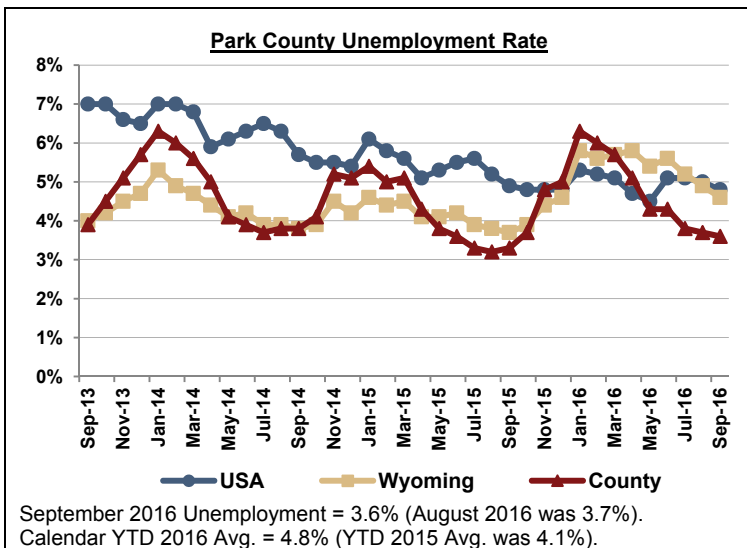 Park County Unemployment Rate
8%
7%
6%
5%
4%
3%
2%
1%
0%
Sep-13
Nov-13
Jan-14
Mar-14
May-14
Jul-14
Sep-14
Nov-14
Jan-15
Mar-15
May-15
Jul-15
Sep-15
Nov-15
Jan-16
Mar-16
May-16
Jul-16
Sep-16
USA Wyoming County
September 2016 Unemployment = 3.6% (August 2016 was 3.7%).
Calendar YTD 2016 Avg. = 4.8% (YTD 2015 Avg. was 4.1%).